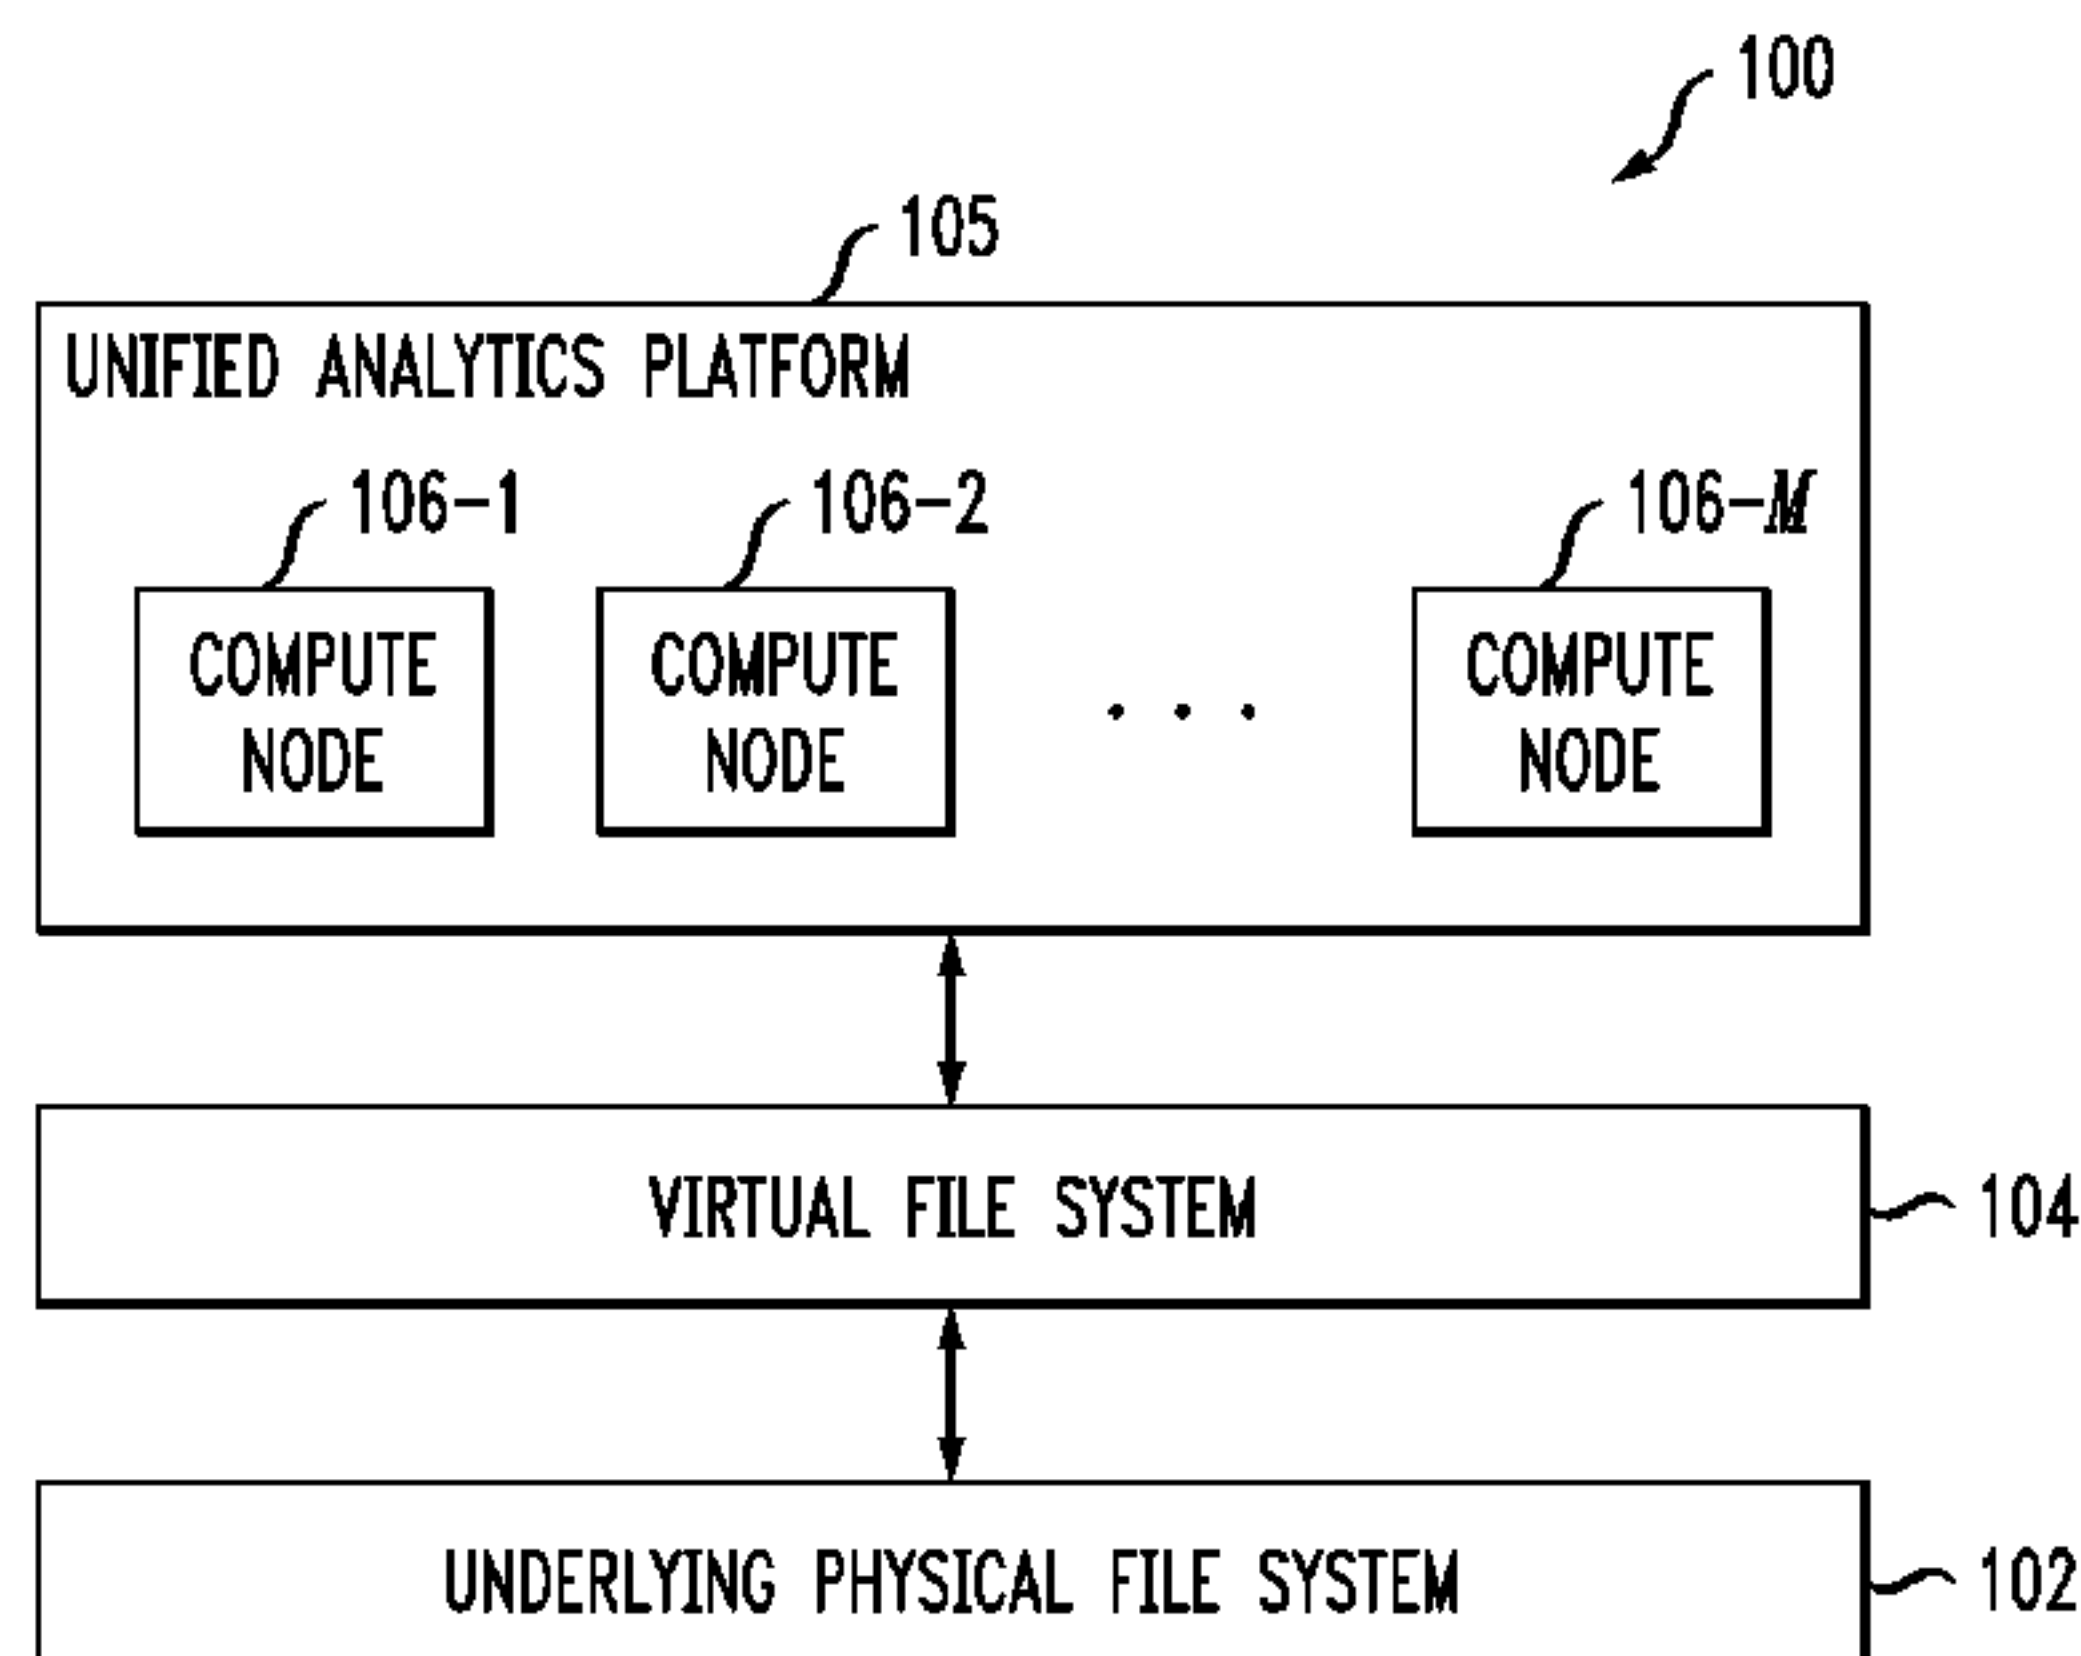 100
105
UNIFIED ANALYTICS PLATFORM
106-1
106-2
106-M
COMPUTE
NODE
COMPUTE
NODE
. . .
COMPUTE
NODE
VIRTUAL FILE SYSTEM
104
UNDERLYING PHYSICAL FILE SYSTEM
102